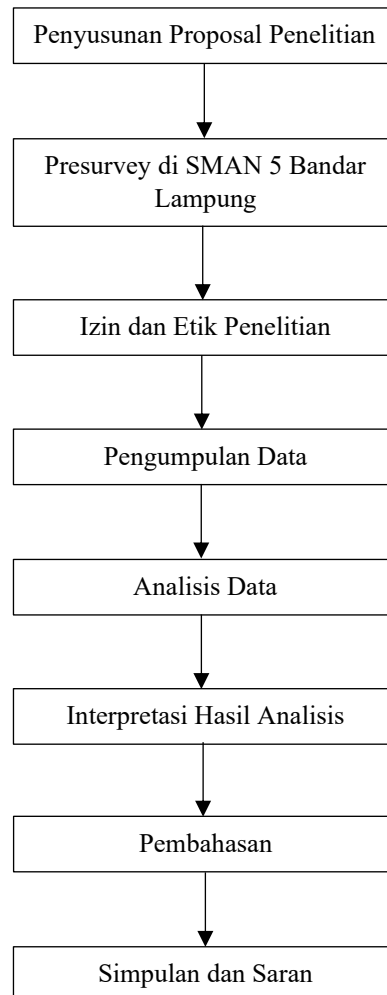 Penyusunan Proposal Penelitian
Presurvey di SMAN 5 Bandar
Lampung
Izin dan Etik Penelitian
Pengumpulan Data
Analisis Data
Interpretasi Hasil Analisis
Pembahasan
Simpulan dan Saran